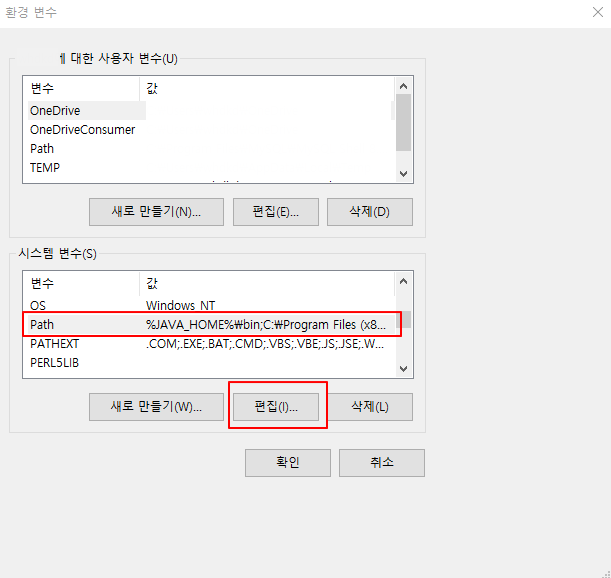 환경 변수
에 대한 사용자 변수(U)
변수 값
OneDrive
OneDriveConsumer
Path
TEMP
새로 만들기(N)... 편집(E)... 삭제(D)
시스템 변수(S)
변수 값
OS Windows_NT
Path %JAVA_HOME%₩bin;C:₩Program Files (x8...
PATHEXT .COM;.EXE;.BAT;.CMD;.VBS;.VBE;.JS;.JSE;.W...
PERL5LIB
새로 만들기(W)... 편집(I)... 삭제(L)
확인 취소